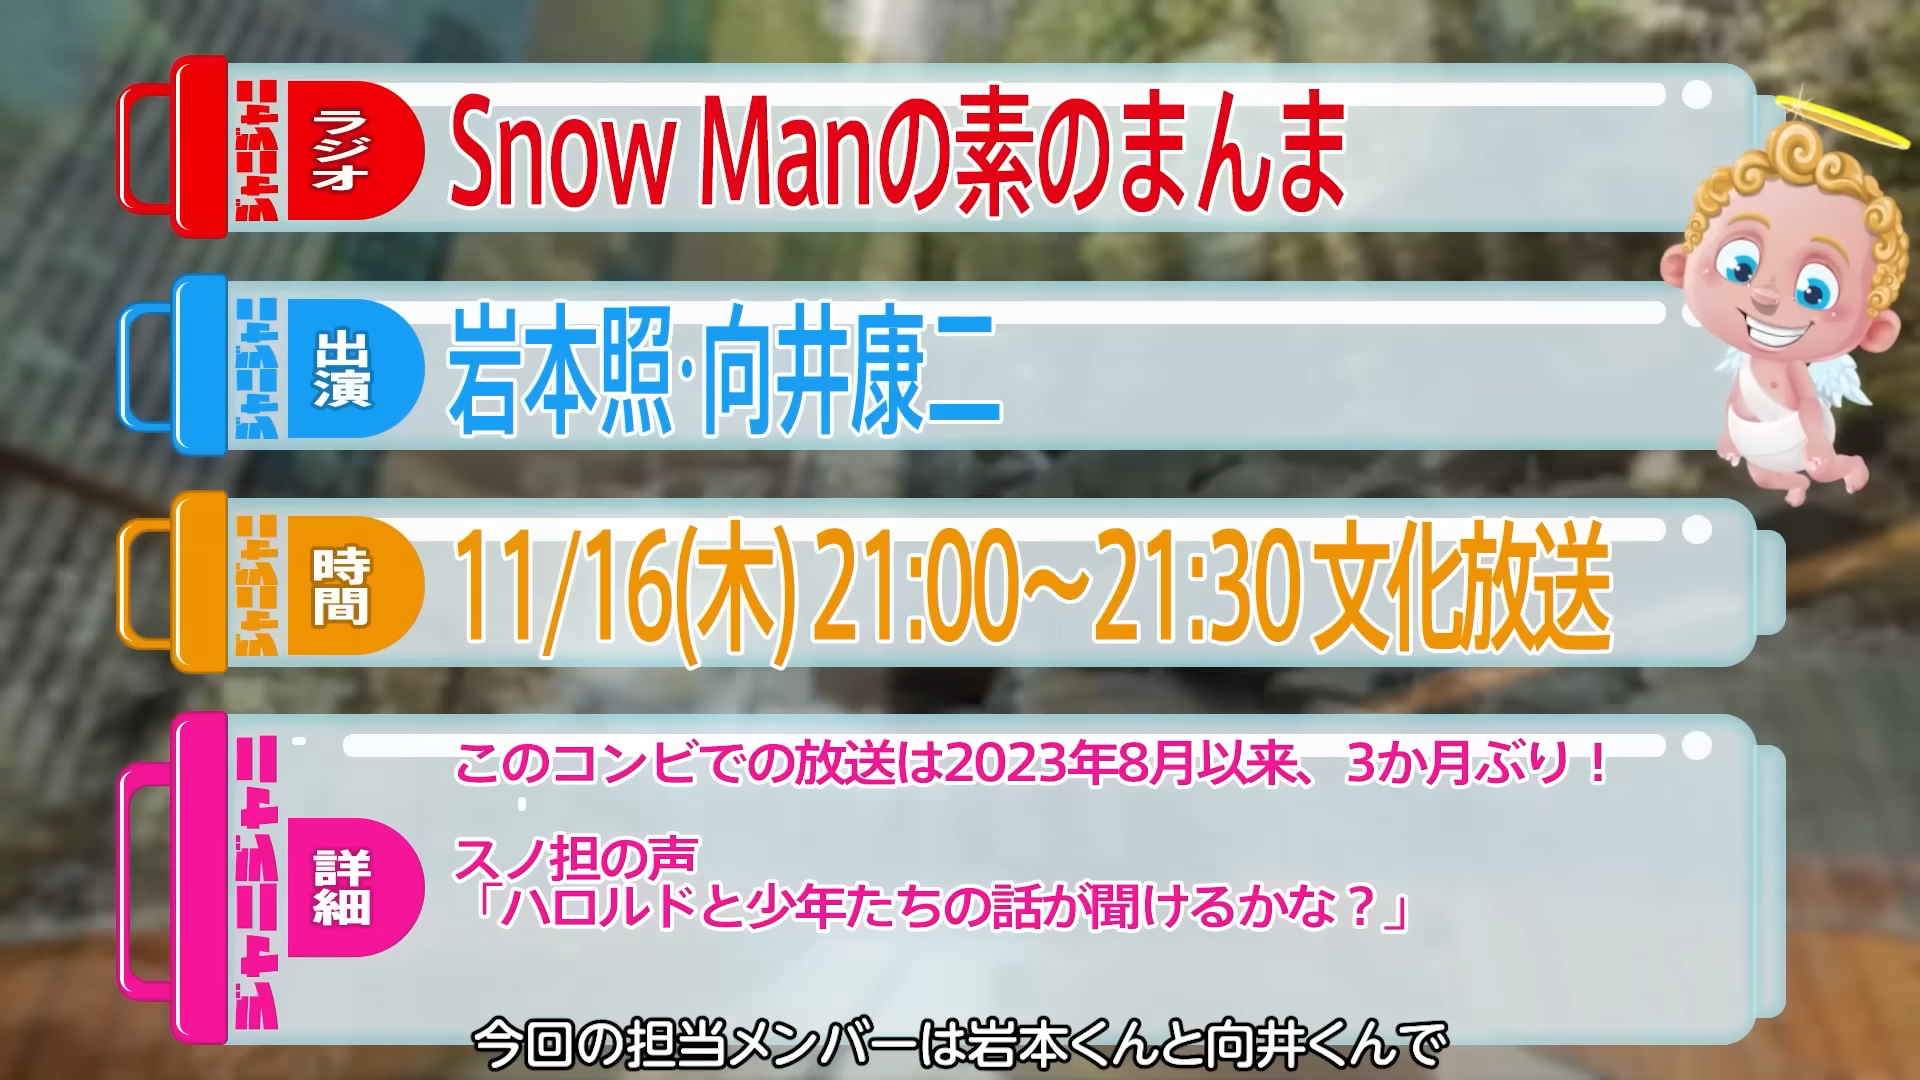 ラジオ
Snow Manの素のまんま
出演
岩本照･向井康二
時間
11/16(木) 21:00～21:30 文化放送
詳細
このコンビでの放送は2023年8月以来、3か月ぶり！
スノ担の声
「ハロルドと少年たちの話が聞けるかな？」
今回の担当メンバーは岩本くんと向井くんで